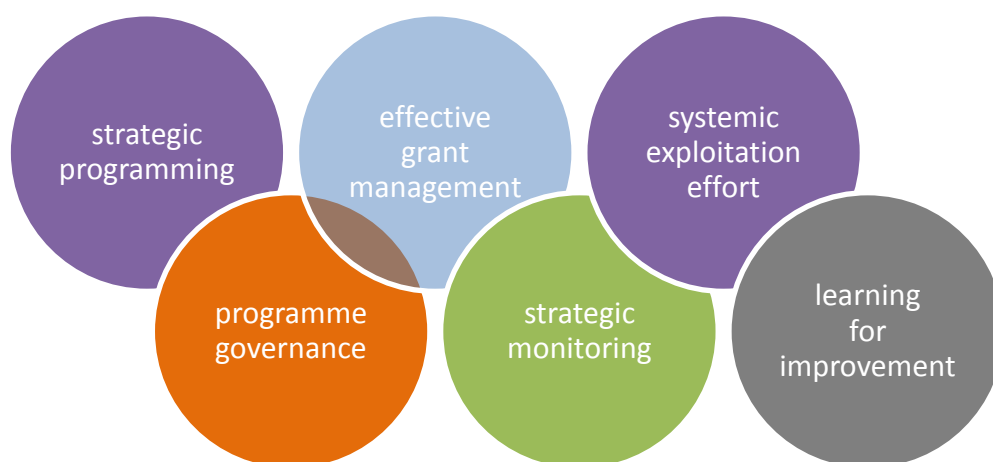 strategic
programming
effective
grant
management
systemic
exploitation
effort
programme
governance
strategic
monitoring
learning
for
improvement